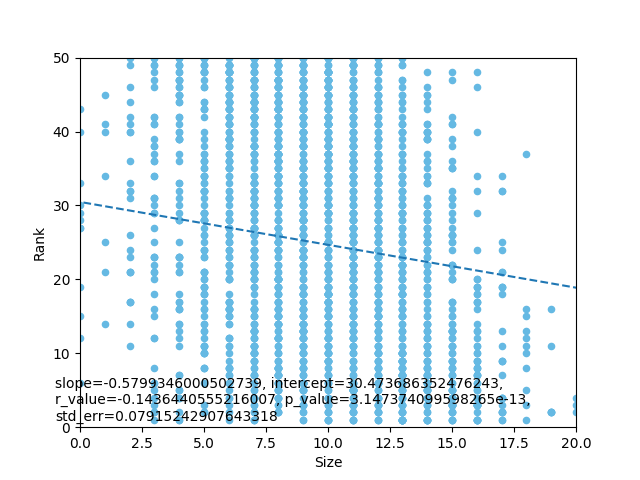 50
40
30
20
10
0
Rank
slope=-0.5799346000502739, intercept=30.473686352476243,
r_value=-0.1436440555216007, p_value=3.147374099598265e-13,
std_err=0.07915242907643318
0.0 2.5 5.0 7.5 10.0 12.5 15.0 17.5 20.0
Size